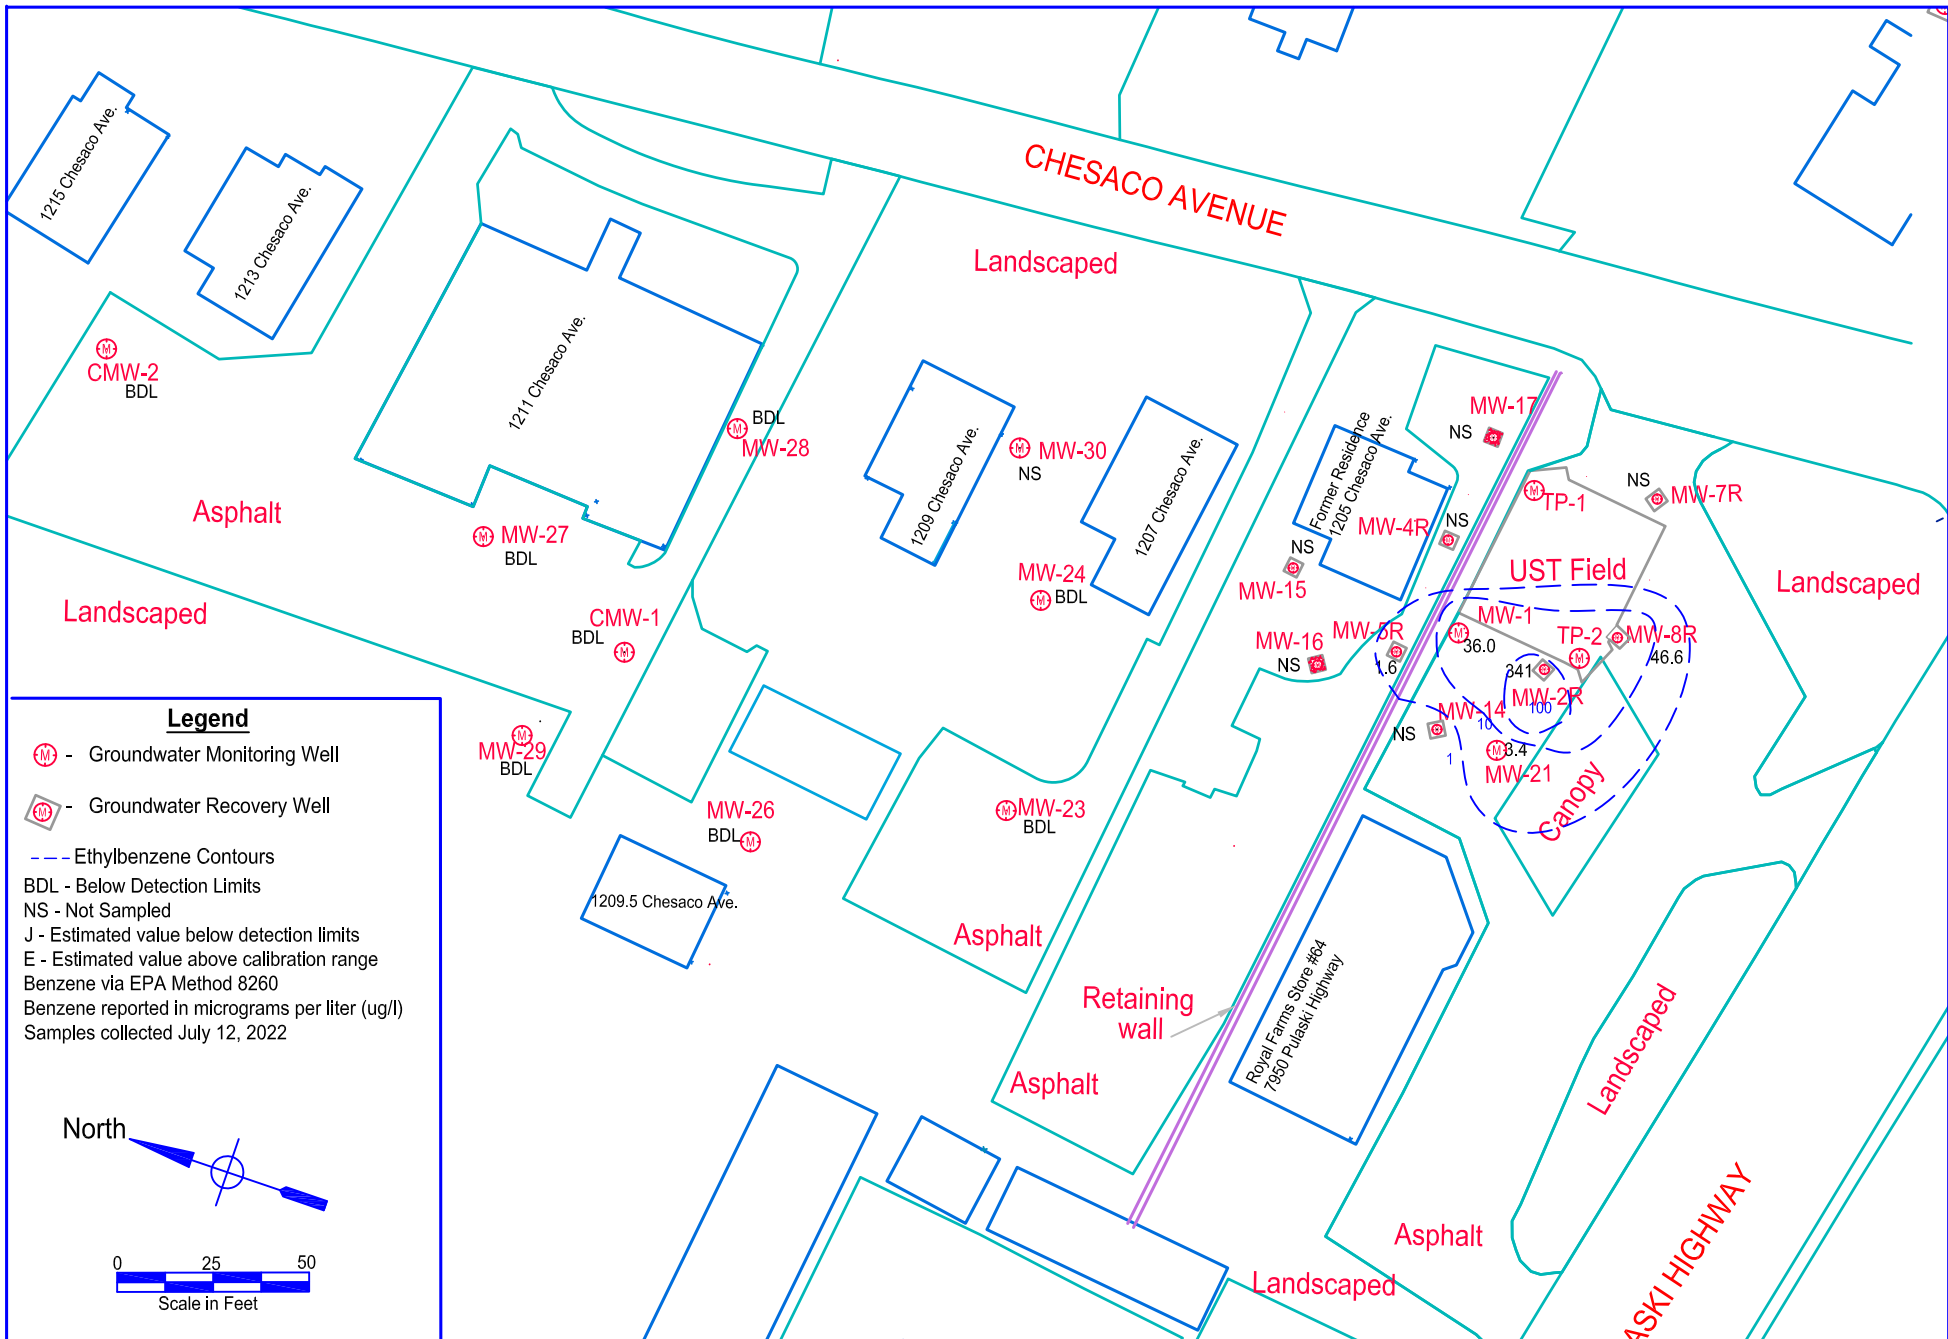 CHESACO AVENUE
1215 Chesaco Ave.
1213 Chesaco Ave.
Landscaped
1211 Chesaco Ave.
CMW-2
BDL
BDL
MW-28
MW-30
NS
1209 Chesaco Ave.
1207 Chesaco Ave.
Former Residence
1205 Chesaco Ave.
MW-17
NS
NS
MW-7R
TP-1
MW-4R
NS
NS
MW-15
UST Field
Landscaped
Asphalt
MW-27
BDL
MW-24
BDL
Landscaped
CMW-1
BDL
MW-16
NS
MW-5R
1.6
MW-1
36.0
TP-2
MW-8R
46.6
341
MW-2R
100
MW-14
NS
10
1
3.4
MW-21
Canopy
MW-29
BDL
MW-26
BDL
MW-23
BDL
1209.5 Chesaco Ave.
Asphalt
Retaining
wall
Asphalt
Royal Farms Store #64
7950 Pulaski Highway
Landscaped
Asphalt
Landscaped
ASKI HIGHWAY
Legend
M - Groundwater Monitoring Well
M - Groundwater Recovery Well
---- Ethylbenzene Contours
BDL - Below Detection Limits
NS - Not Sampled
J - Estimated value below detection limits
E - Estimated value above calibration range
Benzene via EPA Method 8260
Benzene reported in micrograms per liter (ug/l)
Samples collected July 12, 2022
North
0 25 50
Scale in Feet